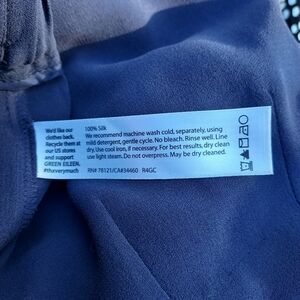 We'd like our
clothes back.
Recycle them at
our US stores
and support
GREEN EILEEN.
#thxverymuch
100% Silk
We recommend machine wash cold, separately, using
mild detergent, gentle cycle. No bleach. Rinse well. Line
dry. Use cool iron, if necessary. For best results, dry clean
use light steam. Do not overpress. May be dry cleaned.
RN# 78121/CA#34460 R4GC